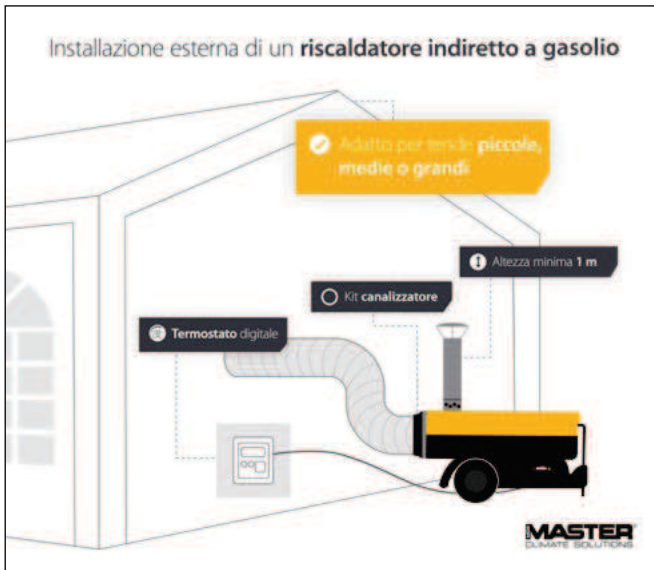 Installazione esterna di un riscaldatore indiretto a gasolio
Adatto per tende piccole,
medie o grandi
Altezza minima 1 m
Kit canalizzatore
Termostato digitale
MASTER
CLIMATE SOLUTIONS